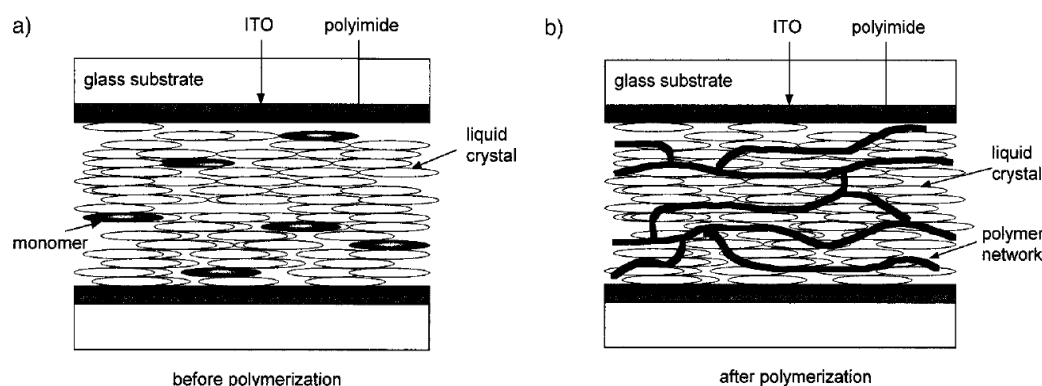 a)
ITO
polyimide
glass substrate
liquid
crystal
monomer
before polymerization
b)
ITO
polyimide
glass substrate
liquid
crystal
polymer
network
after polymerization